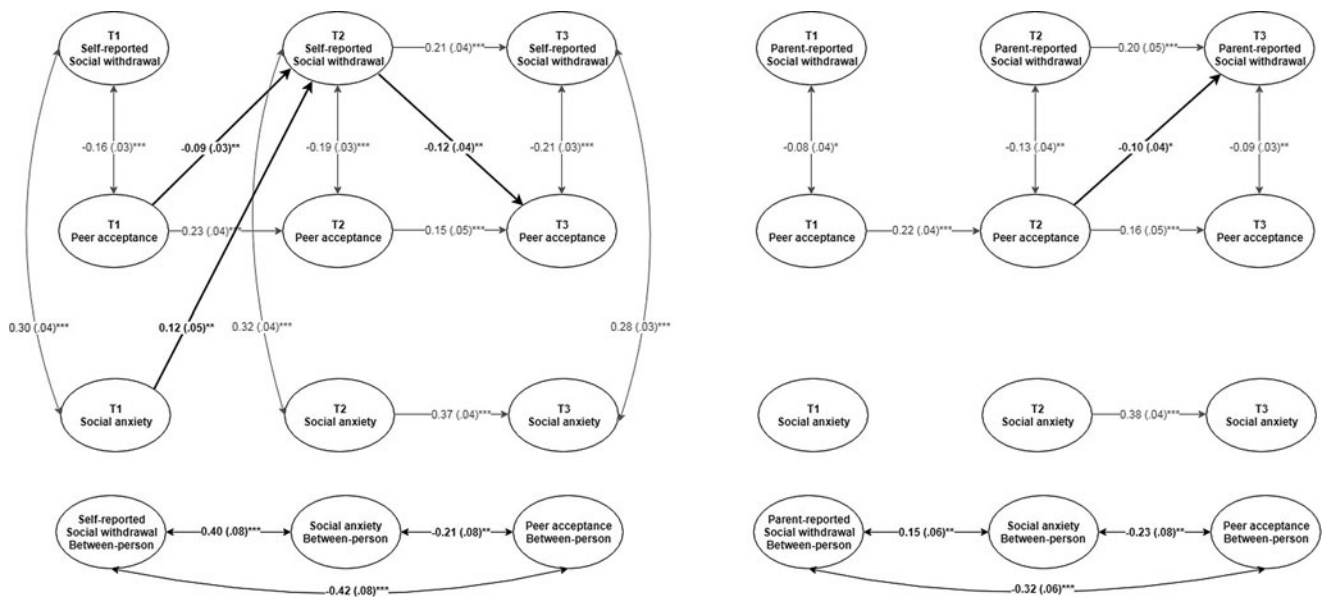 T1
Self-reported
Social withdrawal
T2
Self-reported
Social withdrawal
0.21 (.04)***
T3
Self-reported
Social withdrawal
-0.16 (.03)***
-0.09 (.03)**
-0.19 (.03)***
-0.12 (.04)**
-0.21 (.03)***
T1
Peer acceptance
0.23 (.04)***
T2
Peer acceptance
0.15 (.05)***
T3
Peer acceptance
0.30 (.04)***
0.12 (.05)**
0.32 (.04)***
0.28 (.03)***
T1
Social anxiety
T2
Social anxiety
0.37 (.04)***
T3
Social anxiety
Self-reported
Social withdrawal
Between-person
0.40 (.08)***
Social anxiety
Between-person
-0.21 (.08)**
Peer acceptance
Between-person
-0.42 (.08)***
T1
Parent-reported
Social withdrawal
T2
Parent-reported
Social withdrawal
0.20 (.05)***
T3
Parent-reported
Social withdrawal
-0.08 (.04)*
-0.13 (.04)**
-0.10 (.04)*
-0.09 (.03)**
T1
Peer acceptance
0.22 (.04)***
T2
Peer acceptance
0.16 (.05)***
T3
Peer acceptance
T1
Social anxiety
T2
Social anxiety
0.38 (.04)***
T3
Social anxiety
Parent-reported
Social withdrawal
Between-person
0.15 (.06)**
Social anxiety
Between-person
-0.23 (.08)**
Peer acceptance
Between-person
-0.32 (.06)***